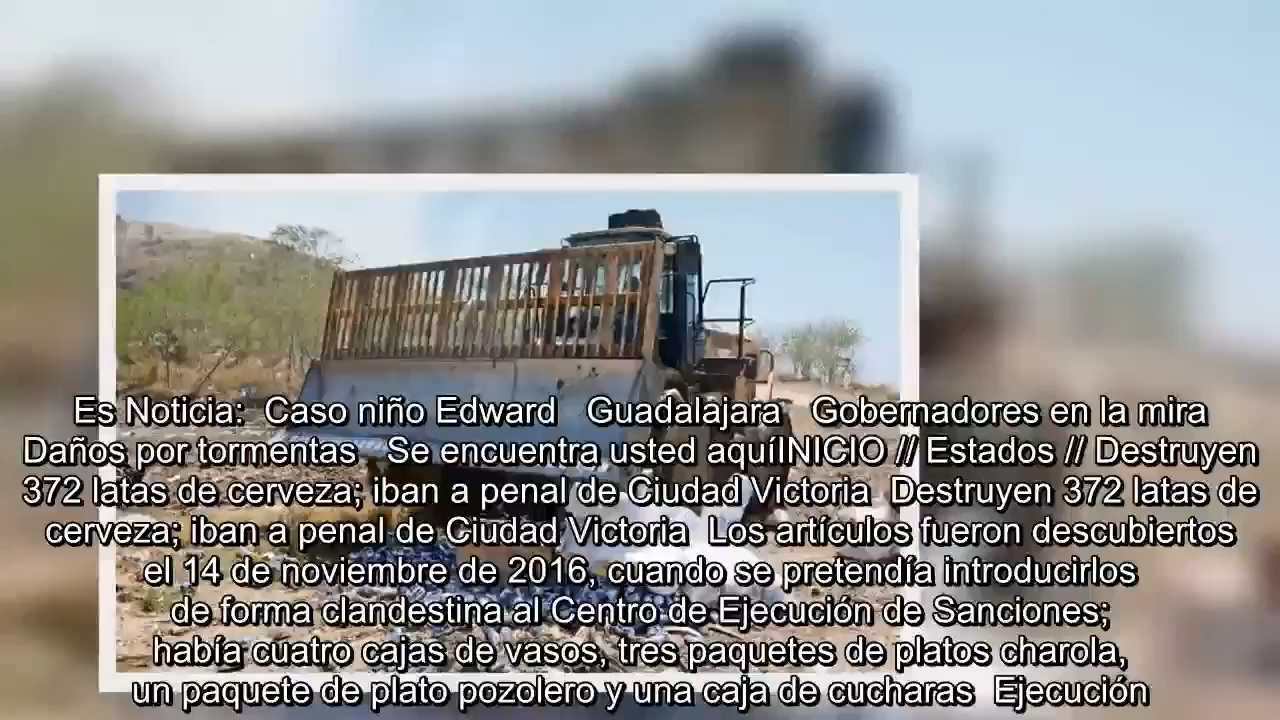 Es Noticia:  Caso niño Edward   Guadalajara   Gobernadores en la mira
Daños por tormentas   Se encuentra usted aquíINICIO // Estados // Destruyen
372 latas de cerveza; iban a penal de Ciudad Victoria  Destruyen 372 latas de
cerveza; iban a penal de Ciudad Victoria  Los artículos fueron descubiertos
el 14 de noviembre de 2016, cuando se pretendía introducirlos
de forma clandestina al Centro de Ejecución de Sanciones;
había cuatro cajas de vasos, tres paquetes de platos charola,
un paquete de plato pozolero y una caja de cucharas  Ejecución